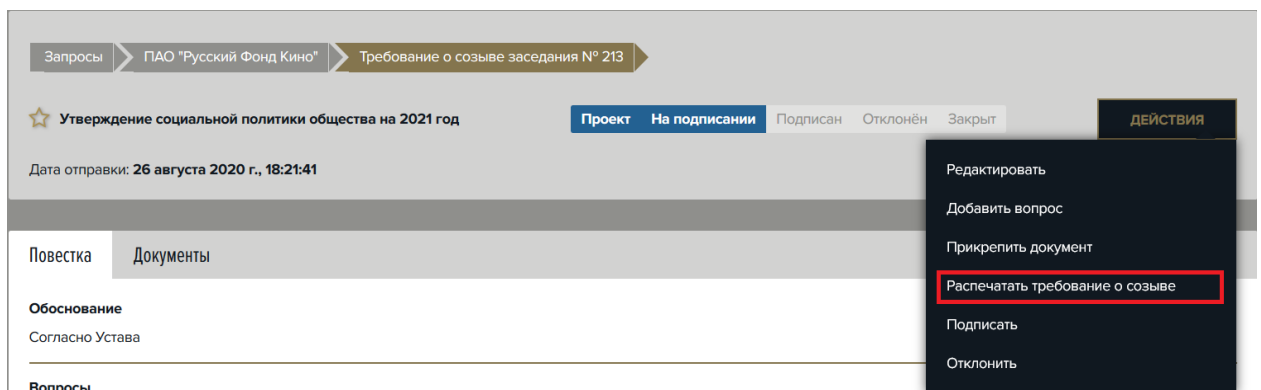 Запросы ПАО "Русский Фонд Кино" Требование о созыве заседания № 213
Утверждение социальной политики общества на 2021 год Проект На подписании Подписан Отклонён Закрыт ДЕЙСТВИЯ
Дата отправки: 26 августа 2020 г., 18:21:41
Редактировать
Добавить вопрос
Прикрепить документ
Распечатать требование о созыве
Подписать
Отклонить
Повестка Документы
Обоснование
Согласно Устава
Вопросы